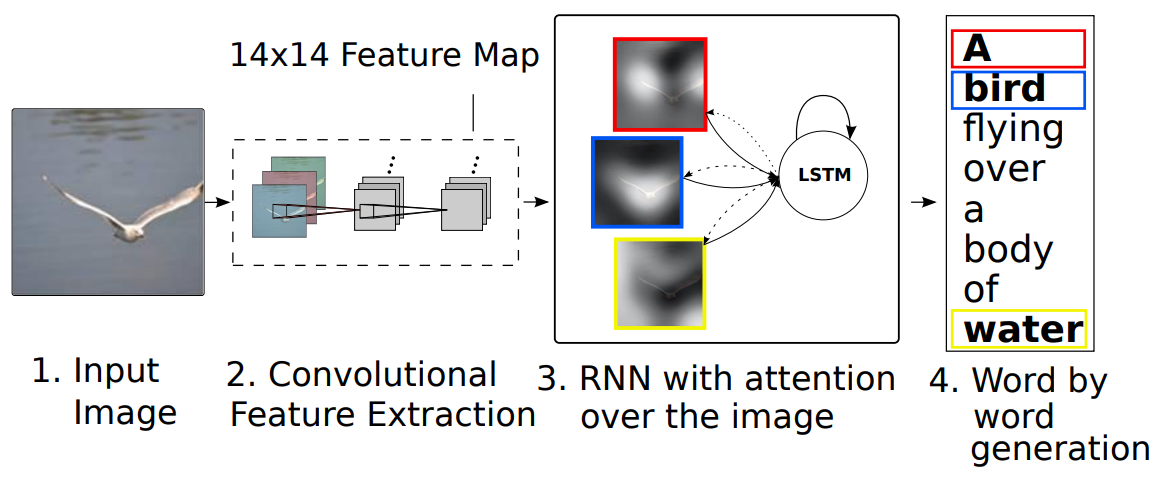 14x14 Feature Map
LSTM
A
bird
flying
over
a
body
of
water
1. Input
Image
2. Convolutional
Feature Extraction
3. RNN with attention
over the image
4. Word by
word
generation